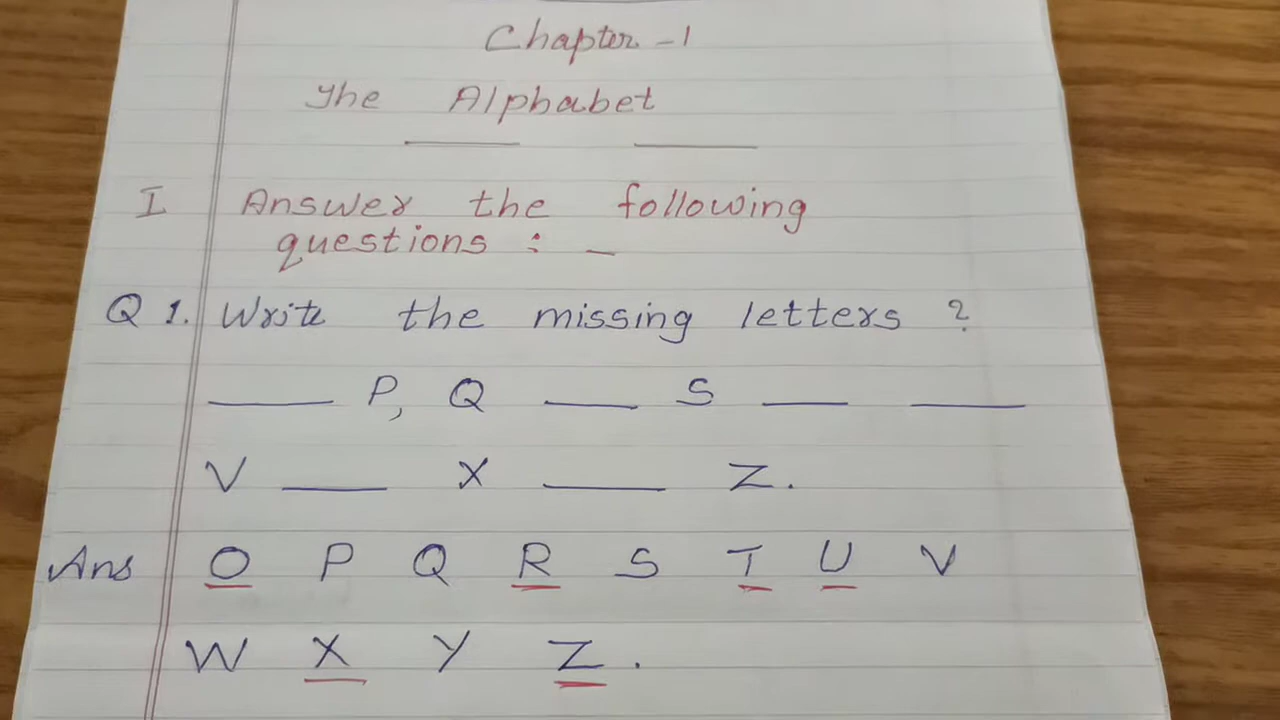 Chapter - 1
The Alphabet
I Answer the following
questions : _
Q 1. Write the missing letters ?
____ P, Q ____ S ____ ____
V ____ X ____ Z.
Ans O P Q R S T U V
W X Y Z.